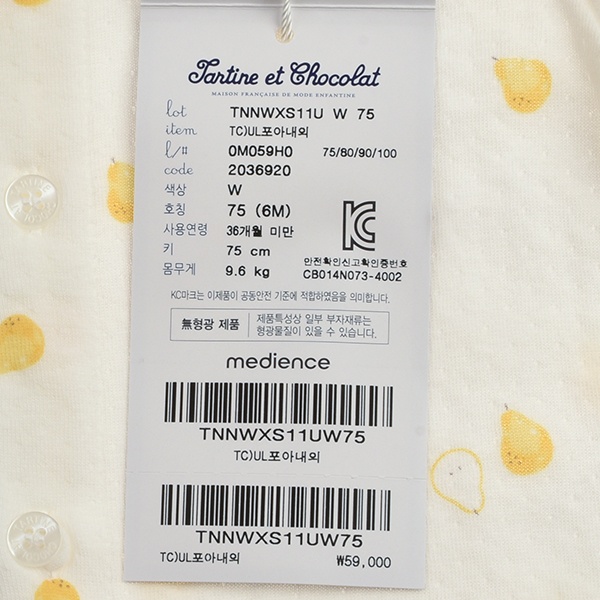 Tartine et Chocolat
MAISON FRANÇAISE DE MODE ENFANTINE
lot TNNWXS11U W 75
item TC)UL포아내의
l/# 0M059H0 75/80/90/100
code 2036920
색상 W
호칭 75 (6M)
사용연령 36개월 미만
키 75 cm
몸무게 9.6 kg
안전확인신고확인증번호
CB014N073-4002
KC마크는 이제품이 공동안전 기준에 적합하였음을 의미합니다.
無형광 제품
제품특성상 일부 부자재류는
형광물질이 있을 수 있습니다.
medience
TNNWXS11UW75
TC)UL포아내의
TNNWXS11UW75
TC)UL포아내의 ₩59,000